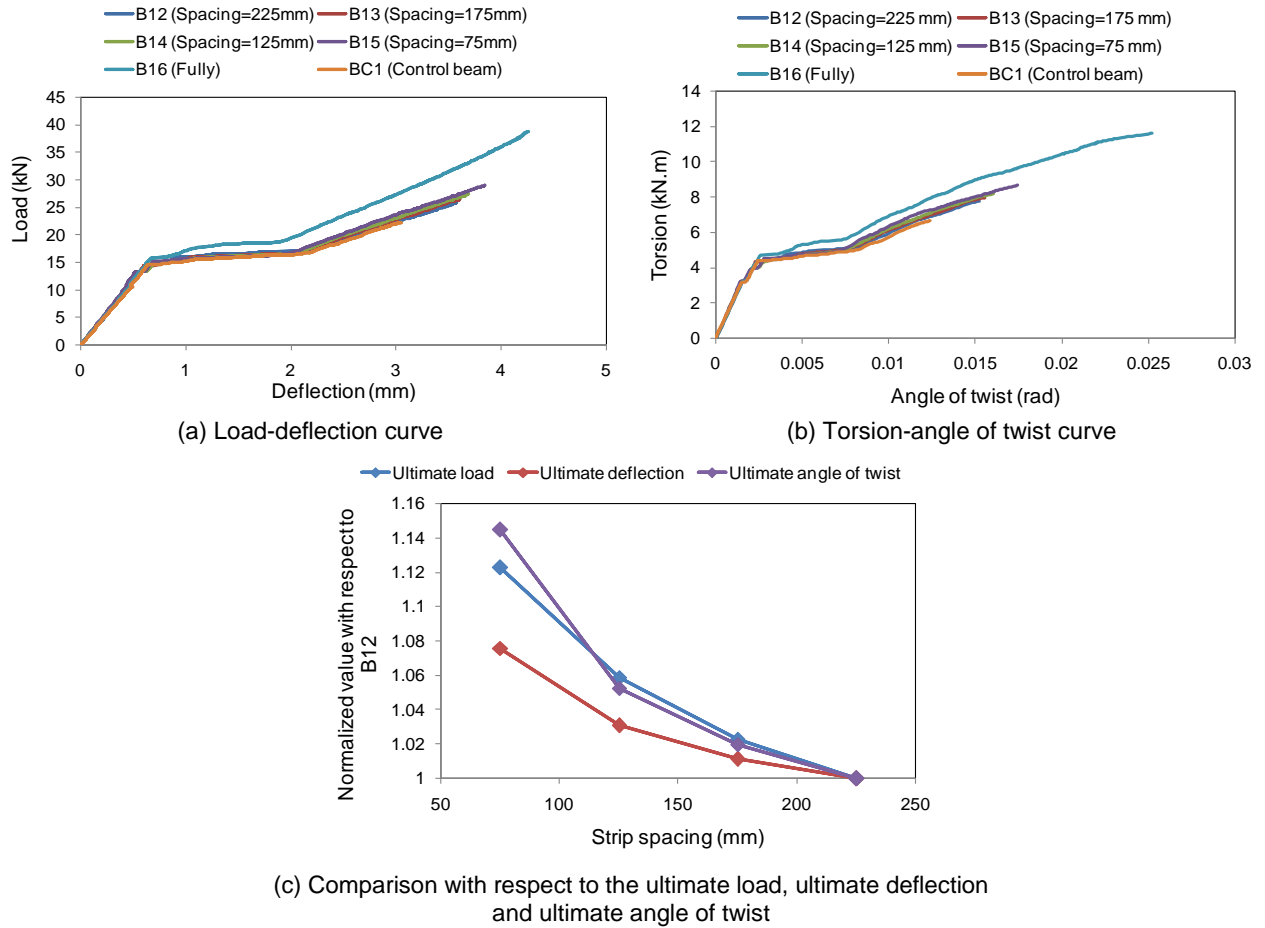 B12 (Spacing=225mm)
B13 (Spacing=175mm)
B14 (Spacing=125mm)
B15 (Spacing=75mm)
B16 (Fully)
BC1 (Control beam)
45
40
35
30
25
20
15
10
5
0
Load (kN)
0 1 2 3 4 5
Deflection (mm)
(a) Load-deflection curve
B12 (Spacing=225 mm)
B13 (Spacing=175 mm)
B14 (Spacing=125 mm)
B15 (Spacing=75 mm)
B16 (Fully)
BC1 (Control beam)
14
12
10
8
6
4
2
0
Torsion (kN.m)
0 0.005 0.01 0.015 0.02 0.025 0.03
Angle of twist (rad)
(b) Torsion-angle of twist curve
Ultimate load
Ultimate deflection
Ultimate angle of twist
1.16
1.14
1.12
1.1
1.08
1.06
1.04
1.02
1
Normalized value with respect to
B12
50 100 150 200 250
Strip spacing (mm)
(c) Comparison with respect to the ultimate load, ultimate deflection
and ultimate angle of twist